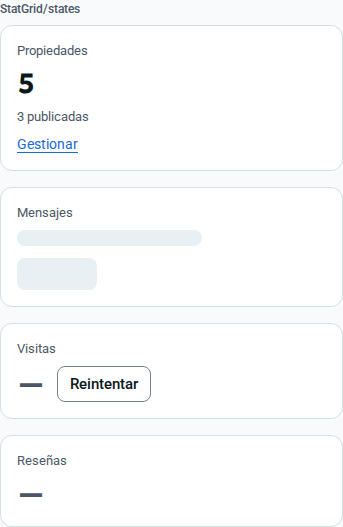 StatGrid/states
Propiedades
5
3 publicadas
Gestionar
Mensajes
Visitas
— Reintentar
Reseñas
—